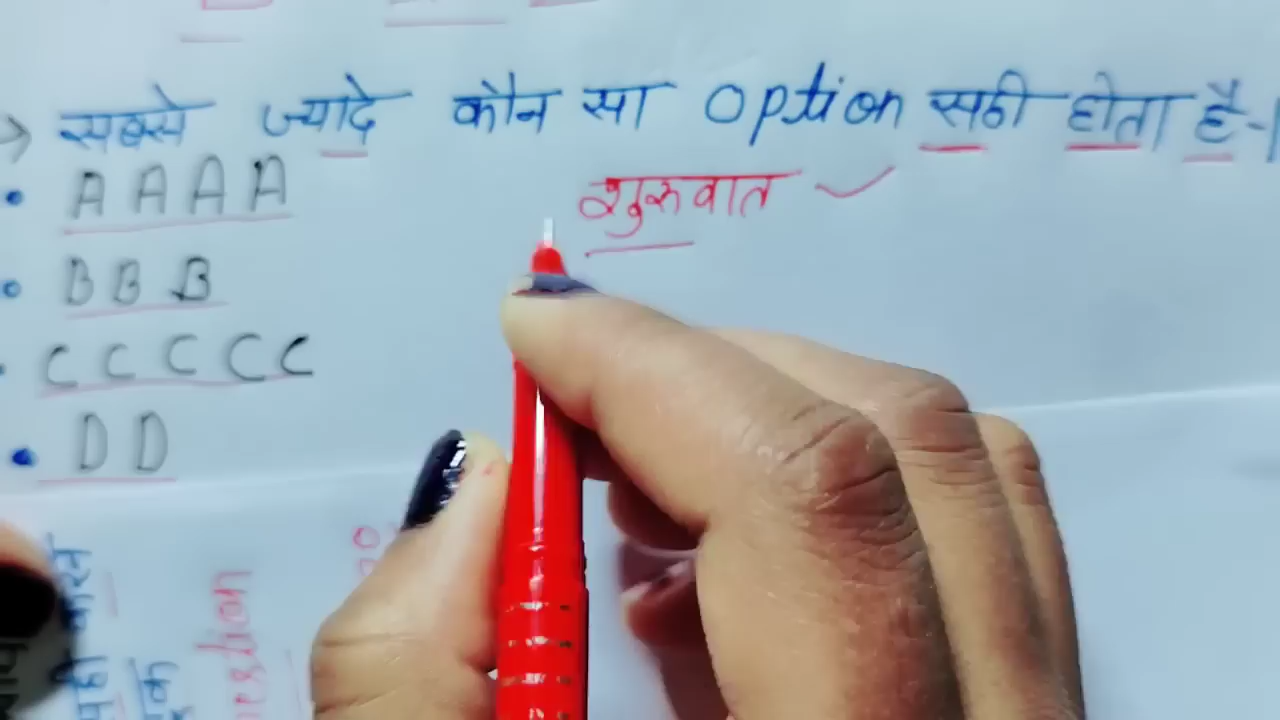 → सबसे ज्यादे कौन सा option सही होता है-।
• A A A A
शुरुवात ✓
• B B B
• C C C C C
• D D